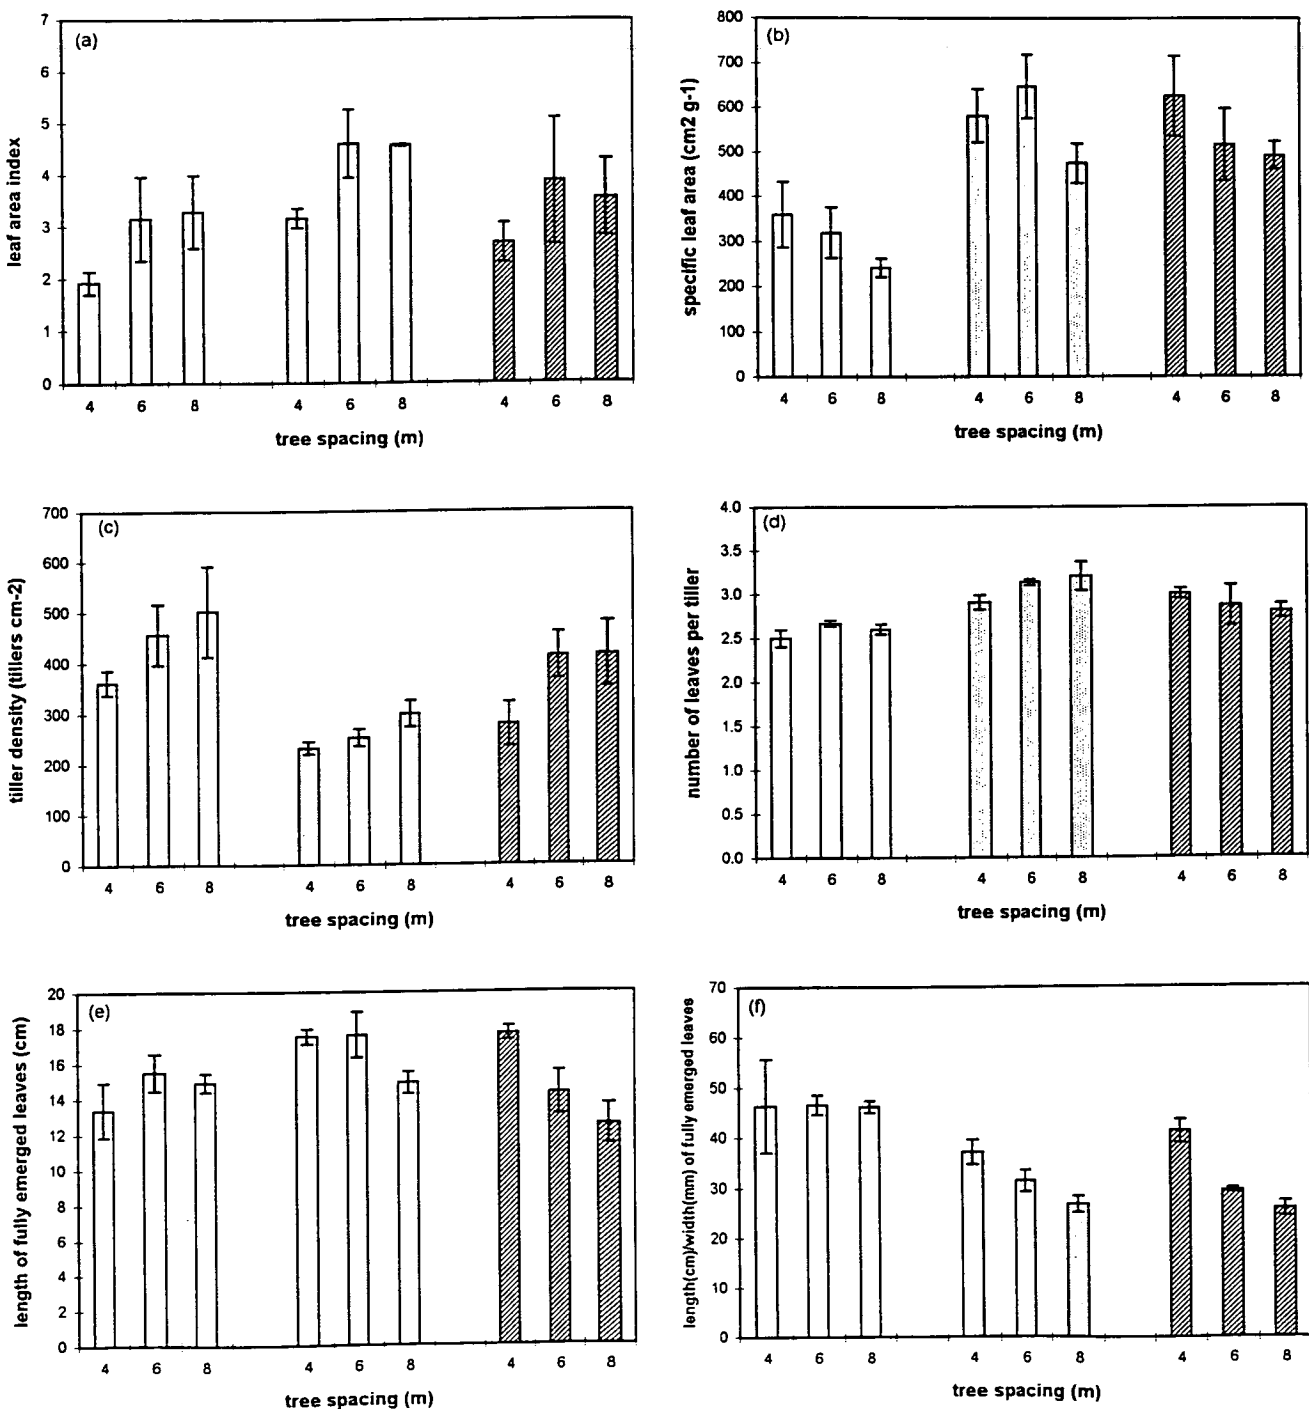 (a)
leaf area index
7
6
5
4
3
2
1
0
4 6 8 4 6 8 4 6 8
tree spacing (m)
(b)
specific leaf area (cm2 g-1)
800
700
600
500
400
300
200
100
0
4 6 8 4 6 8 4 6 8
tree spacing (m)
(c)
tiller density (tillers cm-2)
700
600
500
400
300
200
100
0
4 6 8 4 6 8 4 6 8
tree spacing (m)
(d)
number of leaves per tiller
4.0
3.5
3.0
2.5
2.0
1.5
1.0
0.5
0.0
4 6 8 4 6 8 4 6 8
tree spacing (m)
(e)
length of fully emerged leaves (cm)
20
18
16
14
12
10
8
6
4
2
0
4 6 8 4 6 8 4 6 8
tree spacing (m)
(f)
length(cm)/width(mm) of fully emerged leaves
70
60
50
40
30
20
10
0
4 6 8 4 6 8 4 6 8
tree spacing (m)